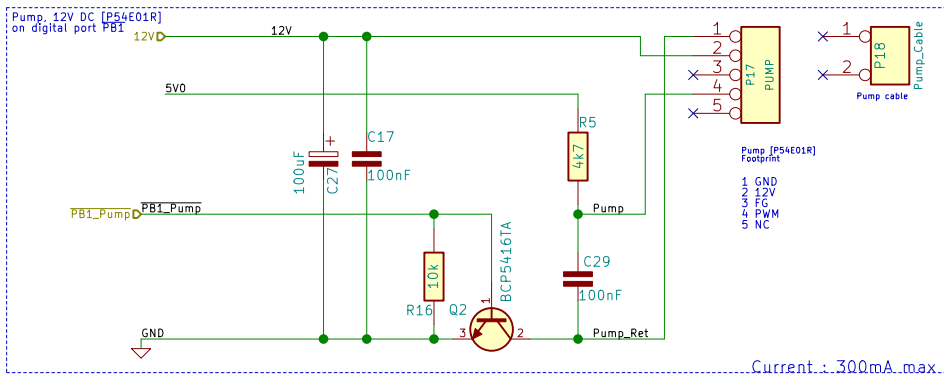 Pump, 12V DC [P54E01R]
on digital port PB1
12V
12V
5V0
100uF
C27
C17
100nF
R5
4k7
Pump
PB1_Pump
PB1_Pump
10k
R16
Q2
BCP5416TA
1
3
2
C29
100nF
GND
Pump_Ret
1
2
3
4
5
P17
PUMP
1
2
P18
Pump_Cable
Pump cable
Pump [P54E01R]
Footprint
1 GND
2 12V
3 FG
4 PWM
5 NC
Current : 300mA max